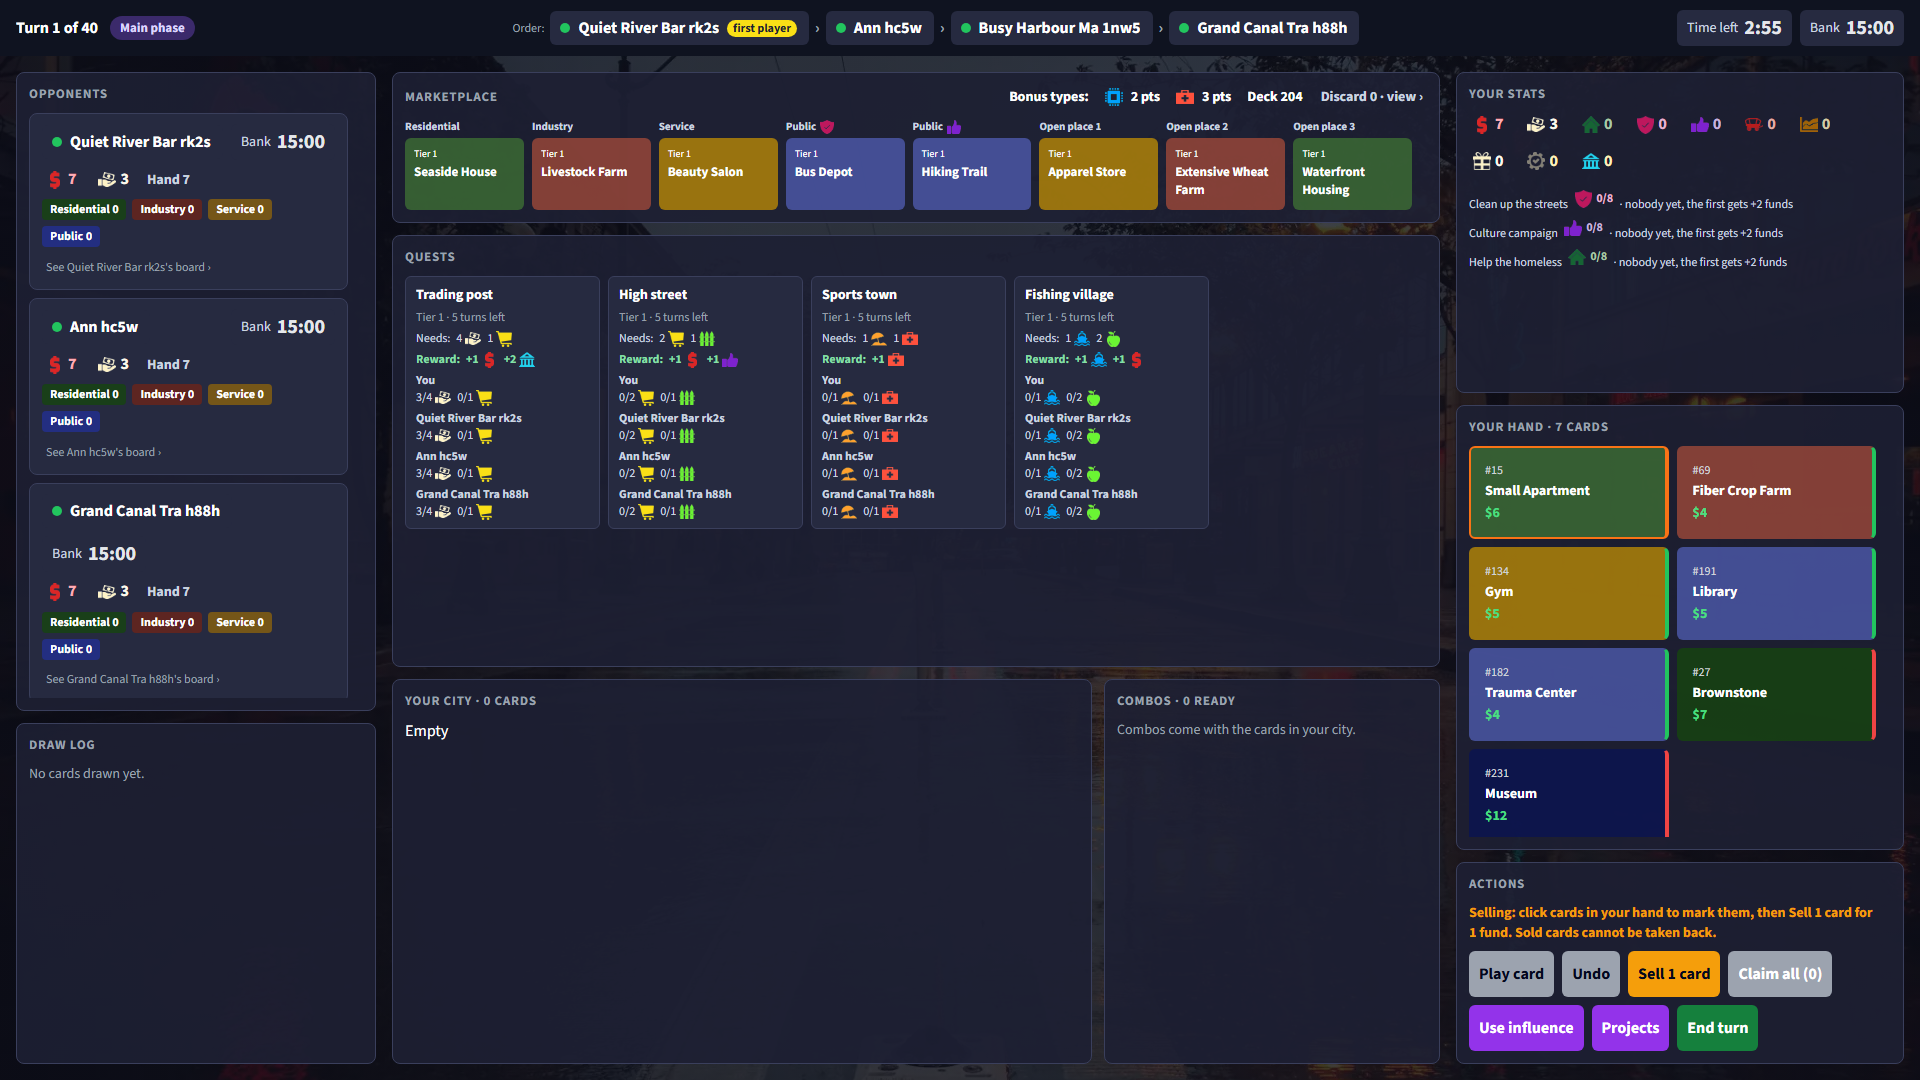 Turn 1 of 40 Main phase
Order: Quiet River Bar rk2s first player › Ann hc5w › Busy Harbour Ma 1nw5 › Grand Canal Tra h88h
Time left 2:55 Bank 15:00
OPPONENTS
Quiet River Bar rk2s Bank 15:00
7 3 Hand 7
Residential 0 Industry 0 Service 0
Public 0
See Quiet River Bar rk2s's board ›
Ann hc5w Bank 15:00
7 3 Hand 7
Residential 0 Industry 0 Service 0
Public 0
See Ann hc5w's board ›
Grand Canal Tra h88h
Bank 15:00
7 3 Hand 7
Residential 0 Industry 0 Service 0
Public 0
See Grand Canal Tra h88h's board ›
DRAW LOG
No cards drawn yet.
MARKETPLACE
Bonus types: 2 pts 3 pts Deck 204 Discard 0 · view ›
Residential Industry Service Public Public Open place 1 Open place 2 Open place 3
Tier 1 Tier 1 Tier 1 Tier 1 Tier 1 Tier 1 Tier 1 Tier 1
Seaside House Livestock Farm Beauty Salon Bus Depot Hiking Trail Apparel Store Extensive Wheat Waterfront
Farm Housing
QUESTS
Trading post
Tier 1 · 5 turns left
Needs: 4 1
Reward: +1 +2
You
3/4 0/1
Quiet River Bar rk2s
3/4 0/1
Ann hc5w
3/4 0/1
Grand Canal Tra h88h
3/4 0/1
High street
Tier 1 · 5 turns left
Needs: 2 1
Reward: +1 +1
You
0/2 0/1
Quiet River Bar rk2s
0/2 0/1
Ann hc5w
0/2 0/1
Grand Canal Tra h88h
0/2 0/1
Sports town
Tier 1 · 5 turns left
Needs: 1 1
Reward: +1
You
0/1 0/1
Quiet River Bar rk2s
0/1 0/1
Ann hc5w
0/1 0/1
Grand Canal Tra h88h
0/1 0/1
Fishing village
Tier 1 · 5 turns left
Needs: 1 2
Reward: +1 +1
You
0/1 0/2
Quiet River Bar rk2s
0/1 0/2
Ann hc5w
0/1 0/2
Grand Canal Tra h88h
0/1 0/2
YOUR CITY · 0 CARDS
Empty
COMBOS · 0 READY
Combos come with the cards in your city.
YOUR STATS
7 3 0 0 0 0 0
0 0 0
Clean up the streets 0/8 · nobody yet, the first gets +2 funds
Culture campaign 0/8 · nobody yet, the first gets +2 funds
Help the homeless 0/8 · nobody yet, the first gets +2 funds
YOUR HAND · 7 CARDS
#15
Small Apartment
$6
#69
Fiber Crop Farm
$4
#134
Gym
$5
#191
Library
$5
#182
Trauma Center
$4
#27
Brownstone
$7
#231
Museum
$12
ACTIONS
Selling: click cards in your hand to mark them, then Sell 1 card for
1 fund. Sold cards cannot be taken back.
Play card Undo Sell 1 card Claim all (0)
Use influence Projects End turn